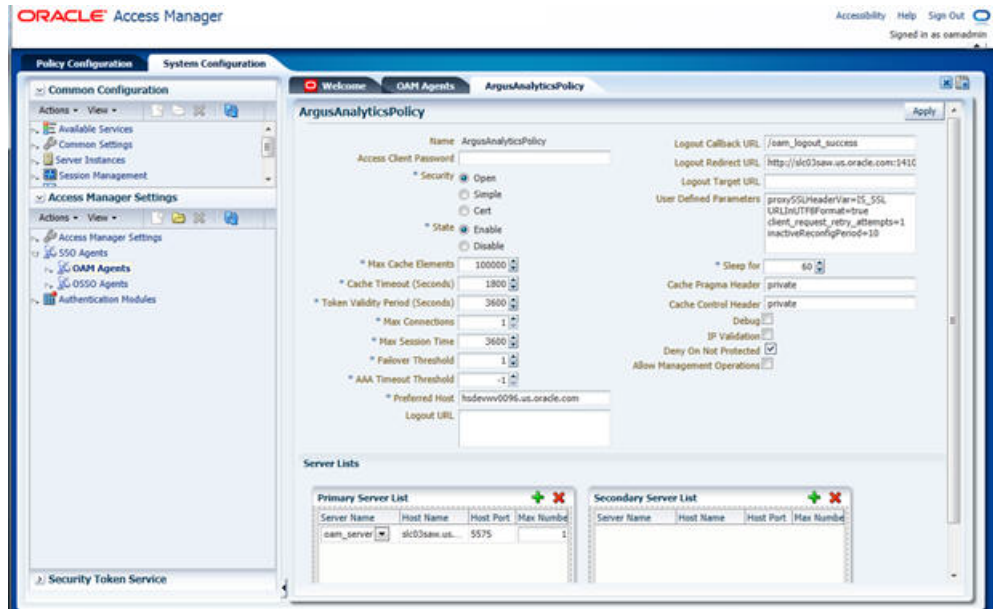 ORACLE Access Manager
Accessibility Help Sign Out
Signed in as oamadmin
Policy Configuration System Configuration
Common Configuration
Actions View
Available Services
Common Settings
Server Instances
Session Management
Access Manager Settings
Actions View
Access Manager Settings
SSO Agents
OAM Agents
OSSO Agents
Authentication Modules
Security Token Service
Welcome OAM Agents ArgusAnalyticsPolicy
ArgusAnalyticsPolicy
Apply
Name ArgusAnalyticsPolicy
Access Client Password
* Security Open
Simple
Cert
* State Enable
Disable
* Max Cache Elements 100000
* Cache Timeout (Seconds) 1800
* Token Validity Period (Seconds) 3600
* Max Connections 1
* Max Session Time 3600
* Failover Threshold 1
* AAA Timeout Threshold -1
* Preferred Host hsdevwv0096.us.oracle.com
Logout URL
Logout Callback URL /oam_logout_success
Logout Redirect URL http://slc03saw.us.oracle.com:1410
Logout Target URL
User Defined Parameters proxySSLHeaderVar=IS_SSL
URLInUTF8Format=true
client_request_retry_attempts=1
inactiveReconfigPeriod=10
* Sleep for 60
Cache Pragma Header private
Cache Control Header private
Debug
IP Validation
Deny On Not Protected
Allow Management Operations
Server Lists
Primary Server List
Server Name Host Name Host Port Max Numbe
oam_server slc03saw.us... 5575 1
Secondary Server List
Server Name Host Name Host Port Max Numbe